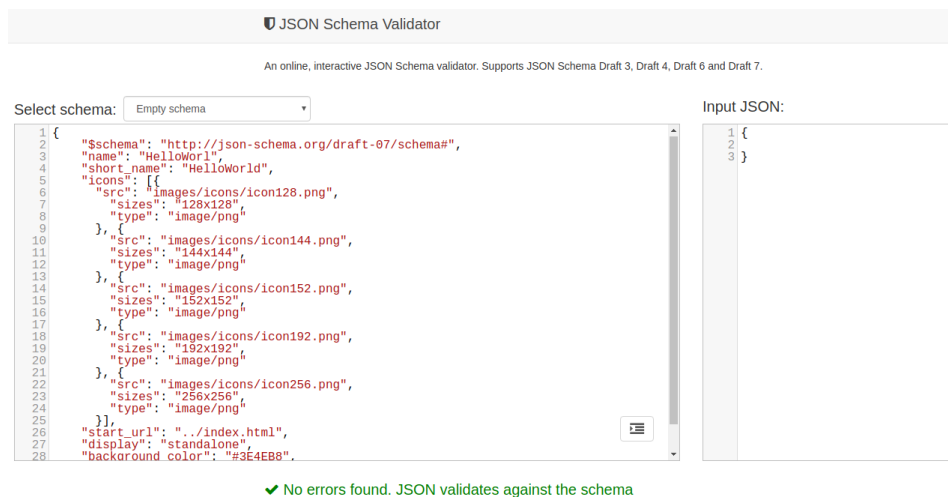 JSON Schema Validator
An online, interactive JSON Schema validator. Supports JSON Schema Draft 3, Draft 4, Draft 6 and Draft 7.
Select schema: Empty schema
Input JSON:
1 {
2 "$schema": "http://json-schema.org/draft-07/schema#",
3 "name": "HelloWorl",
4 "short_name": "HelloWorld",
5 "icons": [{
6 "src": "images/icons/icon128.png",
7 "sizes": "128x128",
8 "type": "image/png"
9 }, {
10 "src": "images/icons/icon144.png",
11 "sizes": "144x144",
12 "type": "image/png"
13 }, {
14 "src": "images/icons/icon152.png",
15 "sizes": "152x152",
16 "type": "image/png"
17 }, {
18 "src": "images/icons/icon192.png",
19 "sizes": "192x192",
20 "type": "image/png"
21 }, {
22 "src": "images/icons/icon256.png",
23 "sizes": "256x256",
24 "type": "image/png"
25 }],
26 "start_url": "../index.html",
27 "display": "standalone",
28 "background_color": "#3E4EB8",
1 {
2
3 }
No errors found. JSON validates against the schema